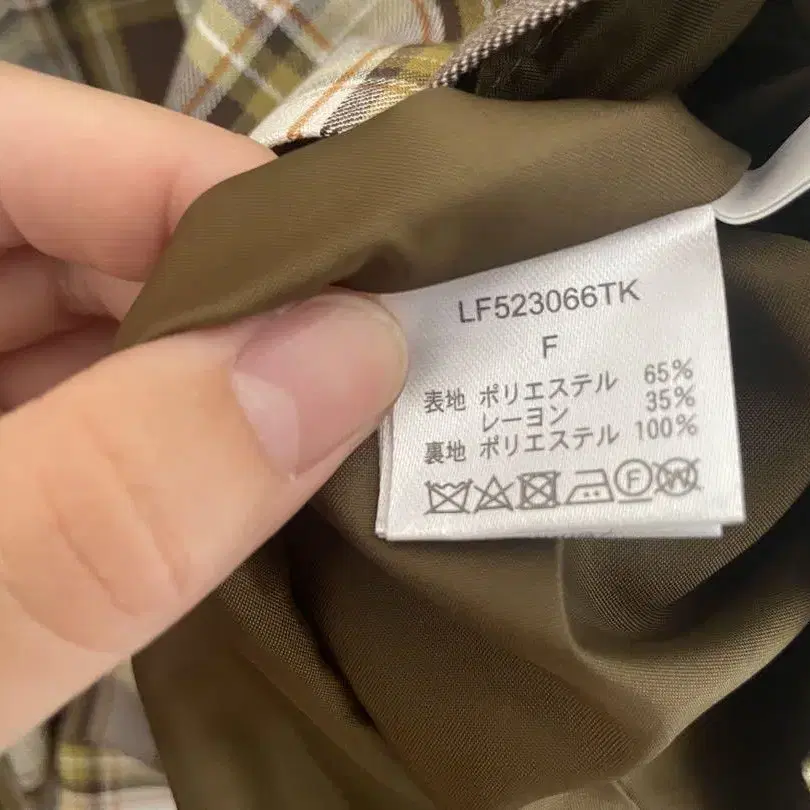 LF523066TK
F
表地 ポリエステル 65%
レーヨン 35%
裏地 ポリエステル 100%
F W